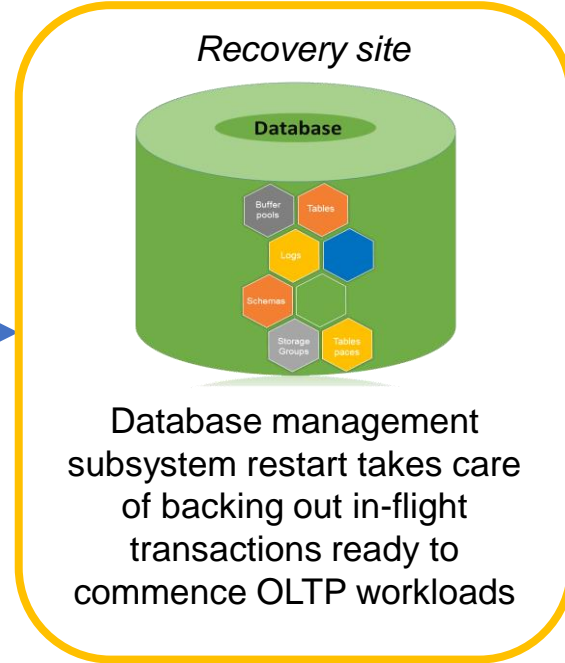 Recovery site
Database
Buffer
pools
Tables
Logs
Schemas
Storage
Groups
Tables
paces
Database management
subsystem restart takes care
of backing out in-flight
transactions ready to
commence OLTP workloads